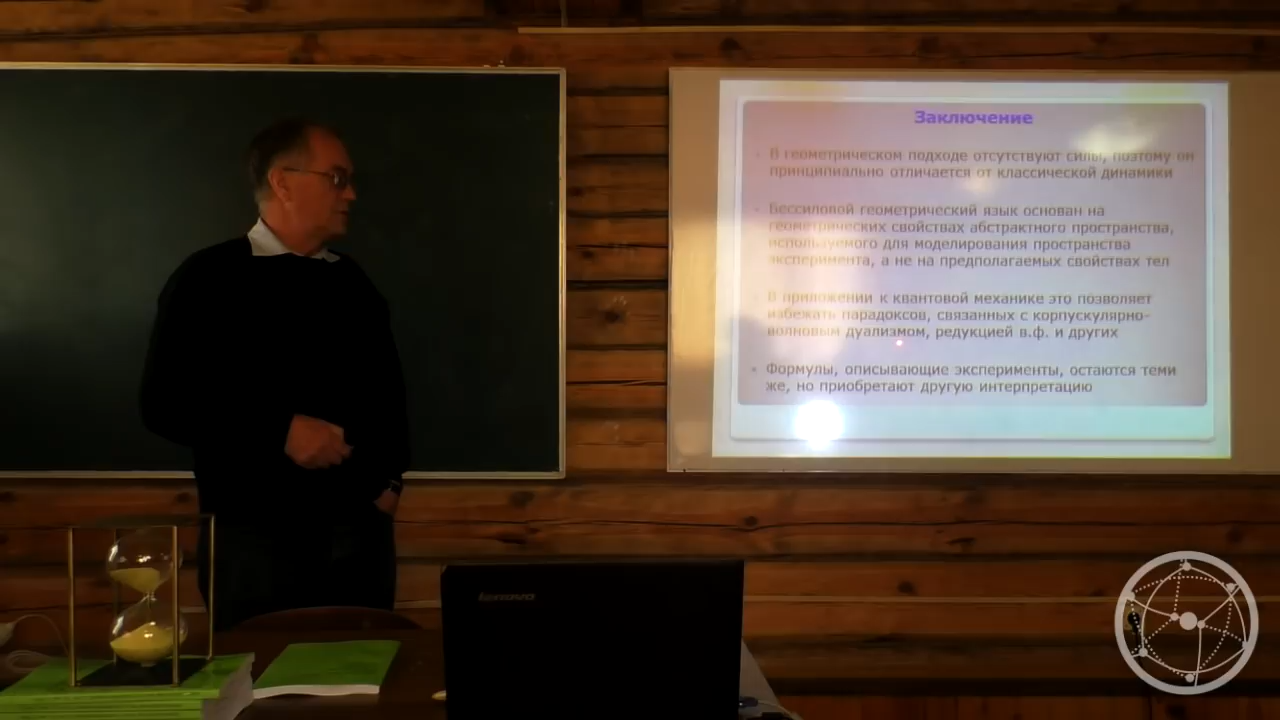 Заключение
В геометрическом подходе отсутствуют силы, поэтому он
принципиально отличается от классической динамики
Бессиловой геометрический язык основан на
геометрических свойствах абстрактного пространства,
используемого для моделирования пространства
эксперимента, а не на предполагаемых свойствах тел
В приложении к квантовой механике это позволяет
избежать парадоксов, связанных с корпускулярно-
волновым дуализмом, редукцией в.ф. и других
Формулы, описывающие эксперименты, остаются теми
же, но приобретают другую интерпретацию
lenovo